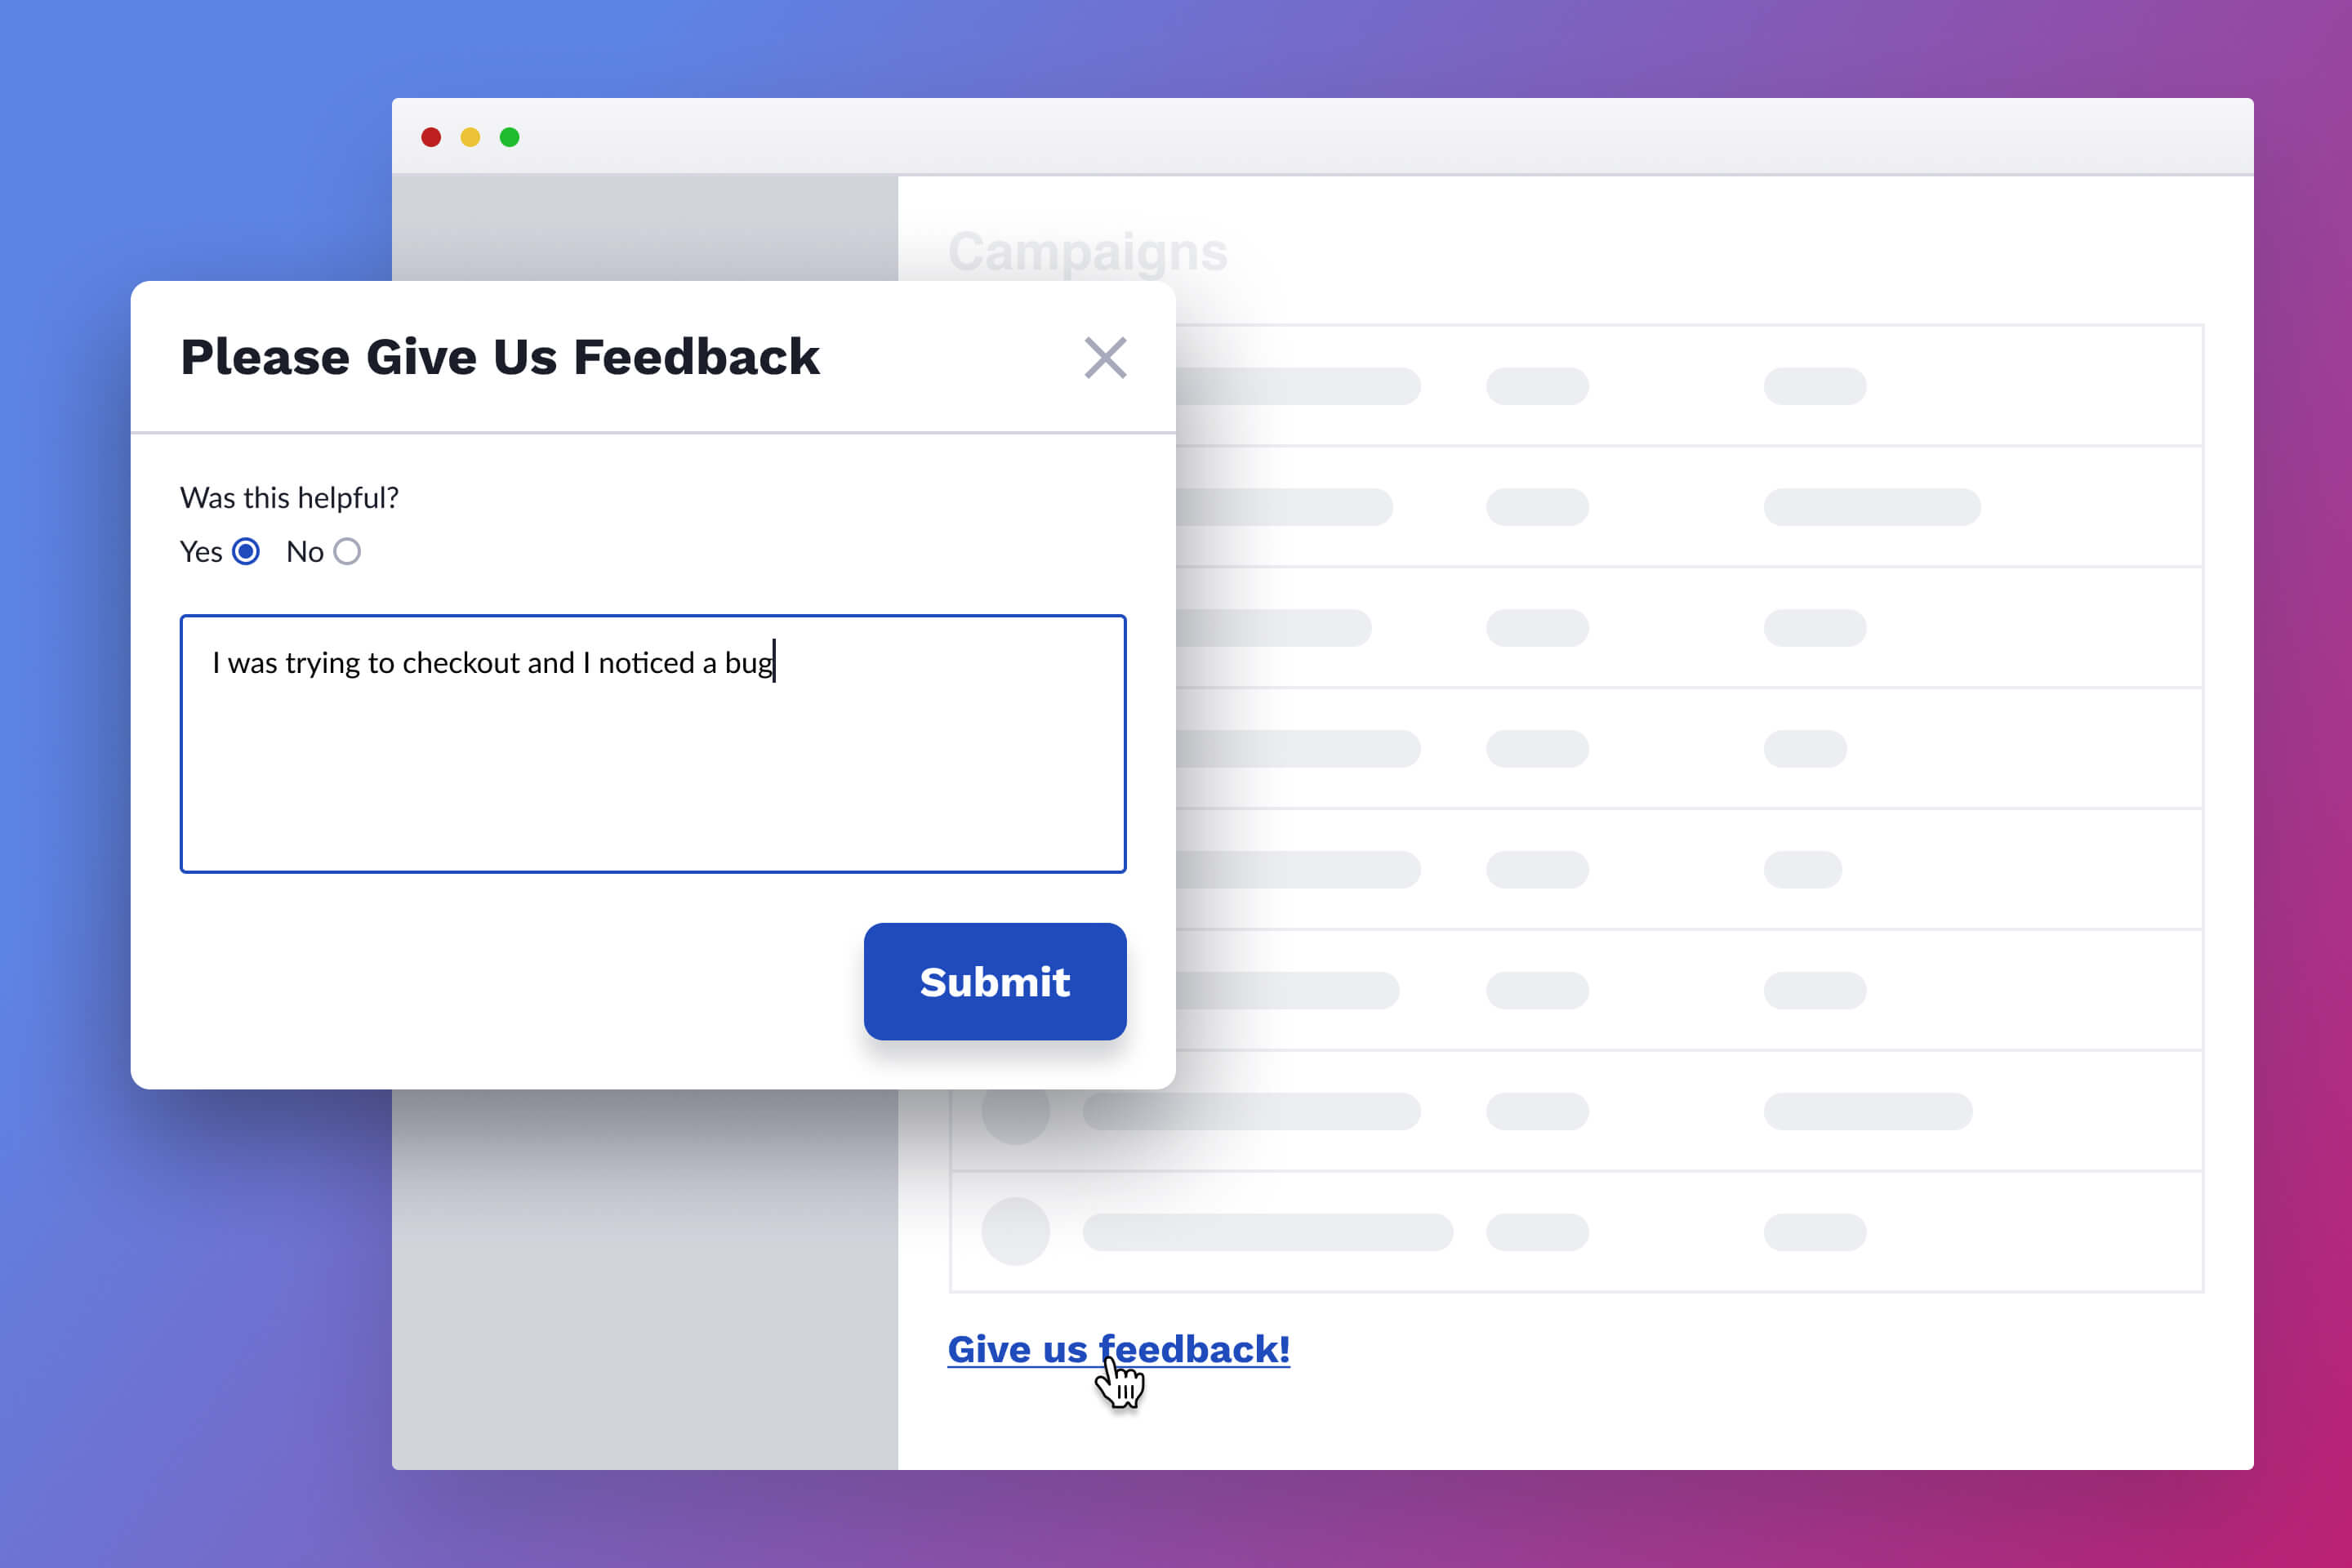 Campaigns
Please Give Us Feedback
Was this helpful?
Yes No
I was trying to checkout and I noticed a bug
Submit
Give us feedback!